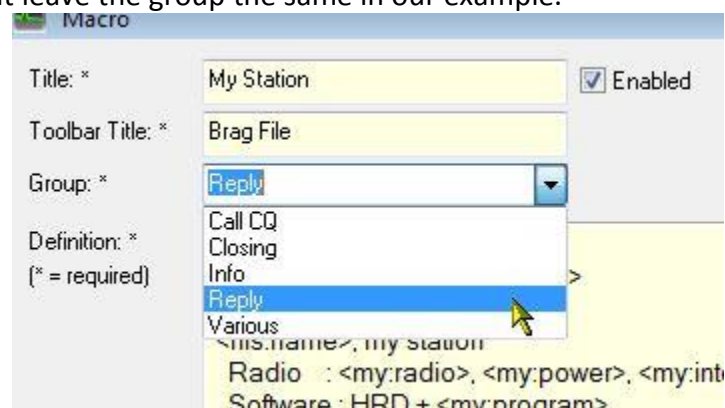 t leave the group the same in our example.
Macro
Title: * My Station Enabled
Toolbar Title: * Brag File
Group: * Reply
Call CQ
Definition: * Closing
(* = required) Info >
Reply
Various
<his:name>, my station
Radio : <my:radio>, <my:power>, <my:inte
Software : HRD + <my:program>